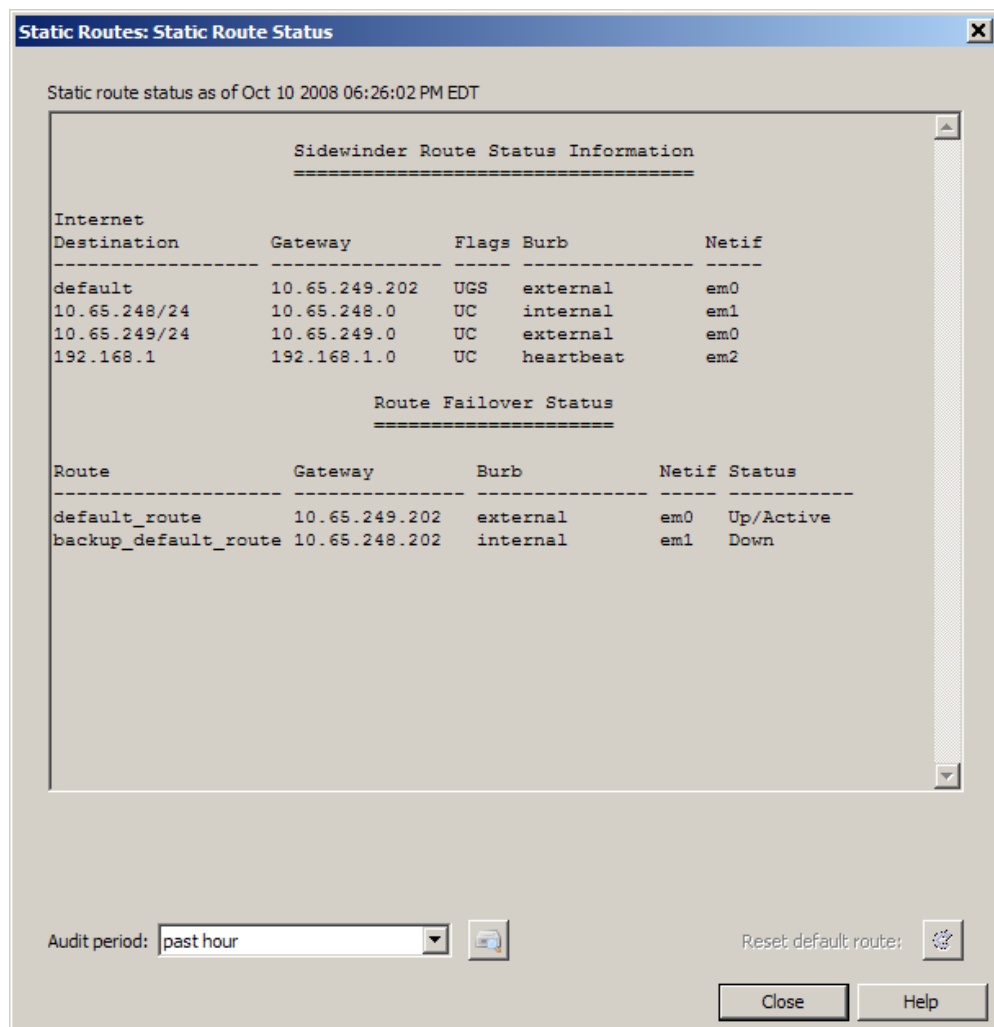 Static Routes: Static Route Status
Static route status as of Oct 10 2008 06:26:02 PM EDT
Sidewinder Route Status Information
===================================
Internet
Destination Gateway Flags Burb Netif
------------------ --------------- ----- --------------- -----
default 10.65.249.202 UGS external em0
10.65.248/24 10.65.248.0 UC internal em1
10.65.249/24 10.65.249.0 UC external em0
192.168.1 192.168.1.0 UC heartbeat em2
Route Failover Status
=====================
Route Gateway Burb Netif Status
-------------------- --------------- --------------- ----- -----------
default_route 10.65.249.202 external em0 Up/Active
backup_default_route 10.65.248.202 internal em1 Down
Audit period: past hour Reset default route:
Close Help